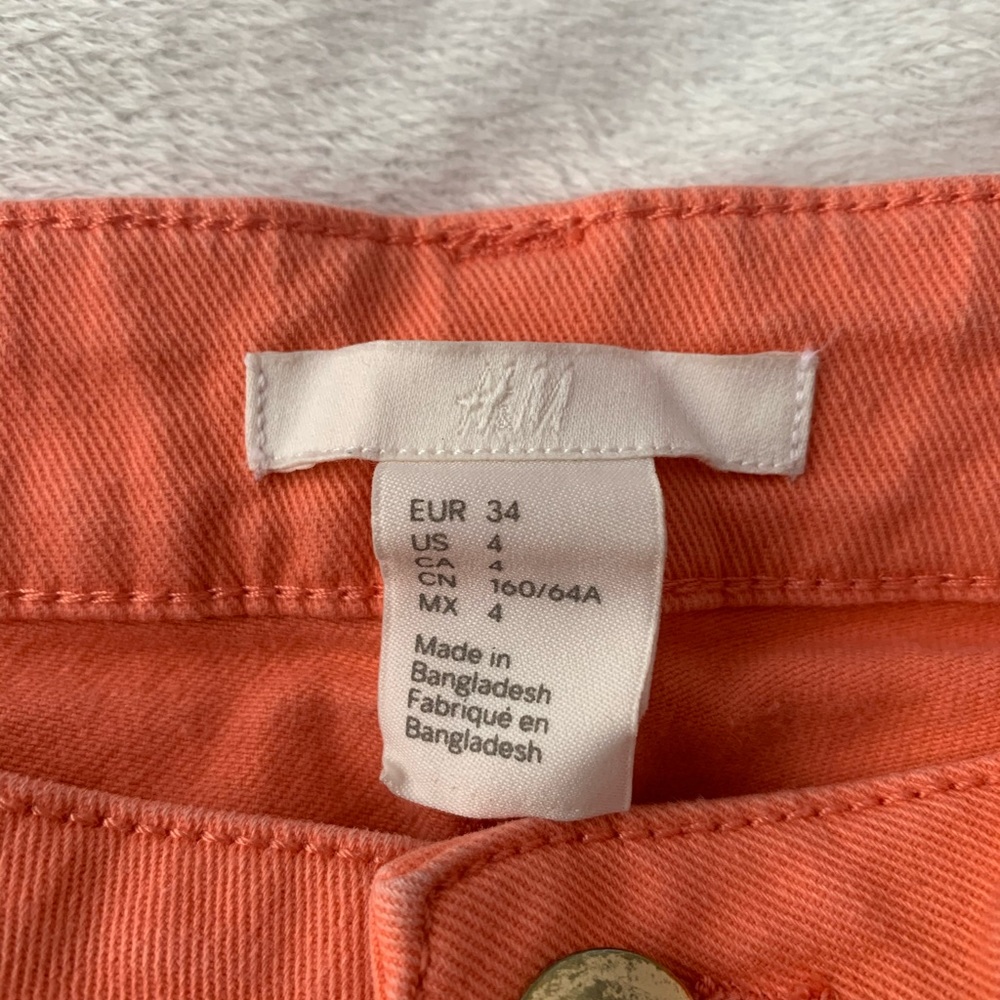 H&M
EUR 34
US 4
CA 4
CN 160/64A
MX 4
Made in
Bangladesh
Fabriqué en
Bangladesh